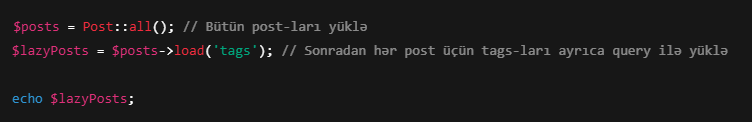 $posts = Post::all(); // Bütün post-ları yüklə
$lazyPosts = $posts->load('tags'); // Sonradan hər post üçün tags-ları ayrıca query ilə yüklə
echo $lazyPosts;